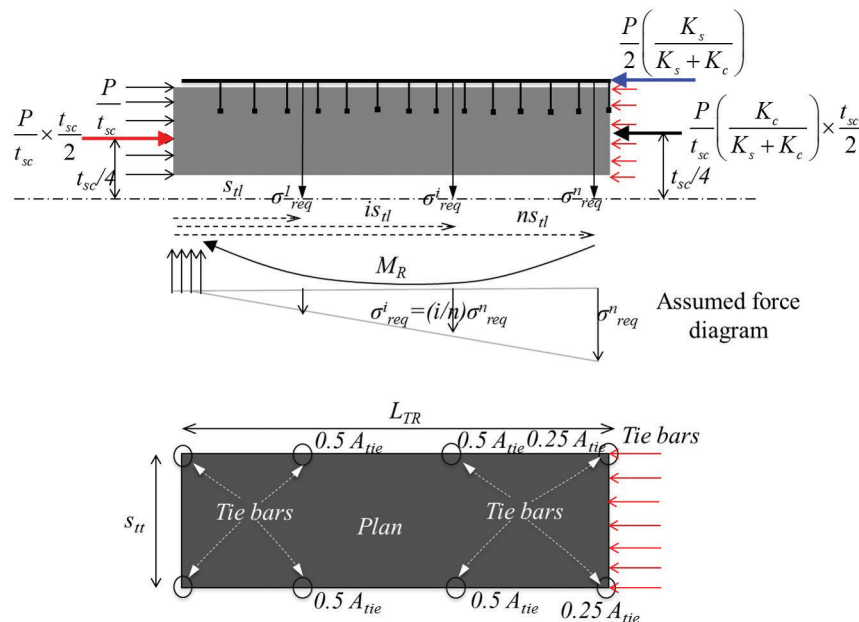 P/2 (K_s / (K_s + K_c))
P/t_sc
P/t_sc × t_sc/2
P/t_sc (K_c / (K_s + K_c)) × t_sc/2
t_sc/4
t_sc/4
s_tl
σ^1_req
σ^i_req
σ^n_req
is_tl
ns_tl
M_R
σ^i_req=(i/n)σ^n_req
σ^n_req
Assumed force
diagram
L_TR
0.5 A_tie
0.5 A_tie
0.25 A_tie
Tie bars
s_tt
Tie bars
Plan
Tie bars
0.5 A_tie
0.5 A_tie
0.25 A_tie